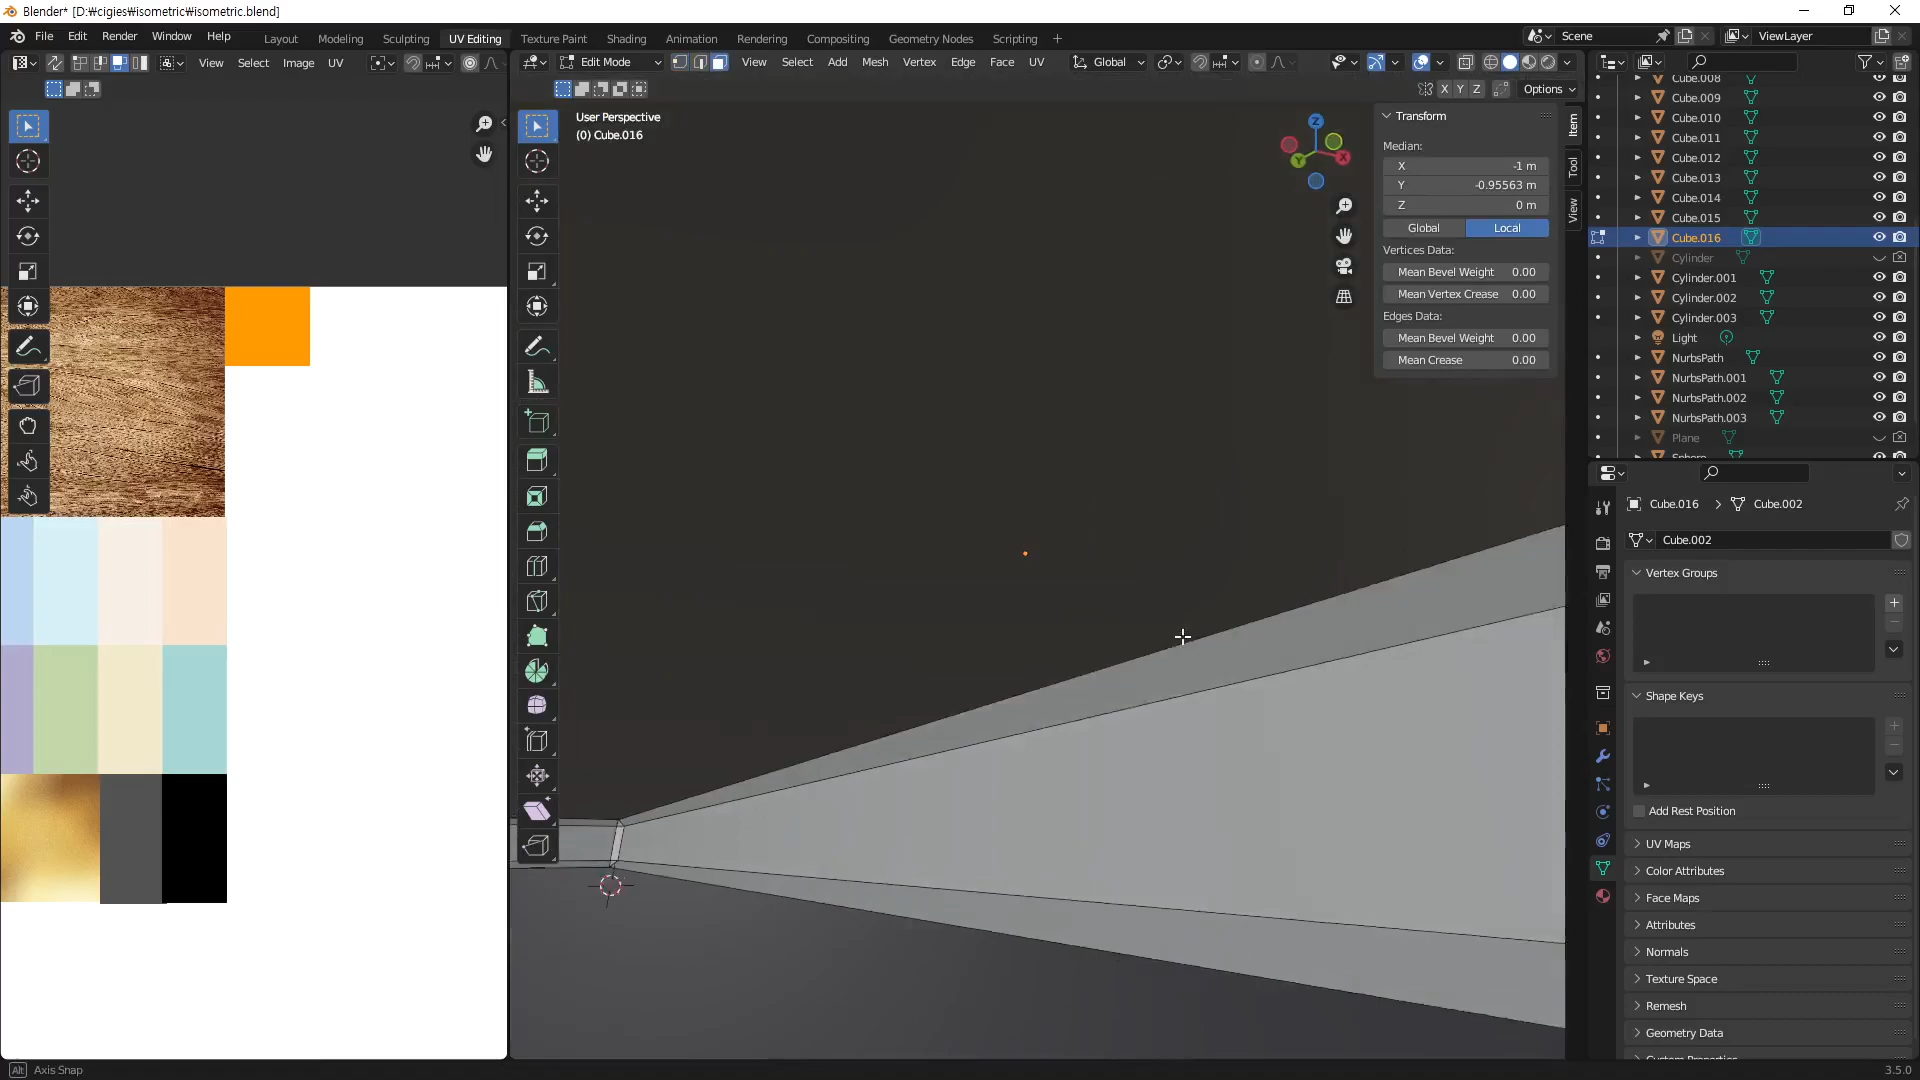 Blender* [D:₩cigies₩isometric₩isometric.blend]
File Edit Render Window Help Layout Modeling Sculpting UV Editing Texture Paint Shading Animation Rendering Compositing Geometry Nodes Scripting + Scene ViewLayer
View Select Image UV
Edit Mode View Select Add Mesh Vertex Edge Face UV Global
X Y Z Options
User Perspective
(0) Cube.016
Z
X
Y
Transform
Median:
X -1 m
Y -0.95563 m
Z 0 m
Global Local
Vertices Data:
Mean Bevel Weight 0.00
Mean Vertex Crease 0.00
Edges Data:
Mean Bevel Weight 0.00
Mean Crease 0.00
Item
Tool
View
Cube.008
Cube.009
Cube.010
Cube.011
Cube.012
Cube.013
Cube.014
Cube.015
Cube.016
Cylinder
Cylinder.001
Cylinder.002
Cylinder.003
Light
NurbsPath
NurbsPath.001
NurbsPath.002
NurbsPath.003
Plane
Sphere
Cube.016 > Cube.002
Cube.002
Vertex Groups
Shape Keys
Add Rest Position
UV Maps
Color Attributes
Face Maps
Attributes
Normals
Texture Space
Remesh
Geometry Data
Custom Properties
Alt Axis Snap
3.5.0